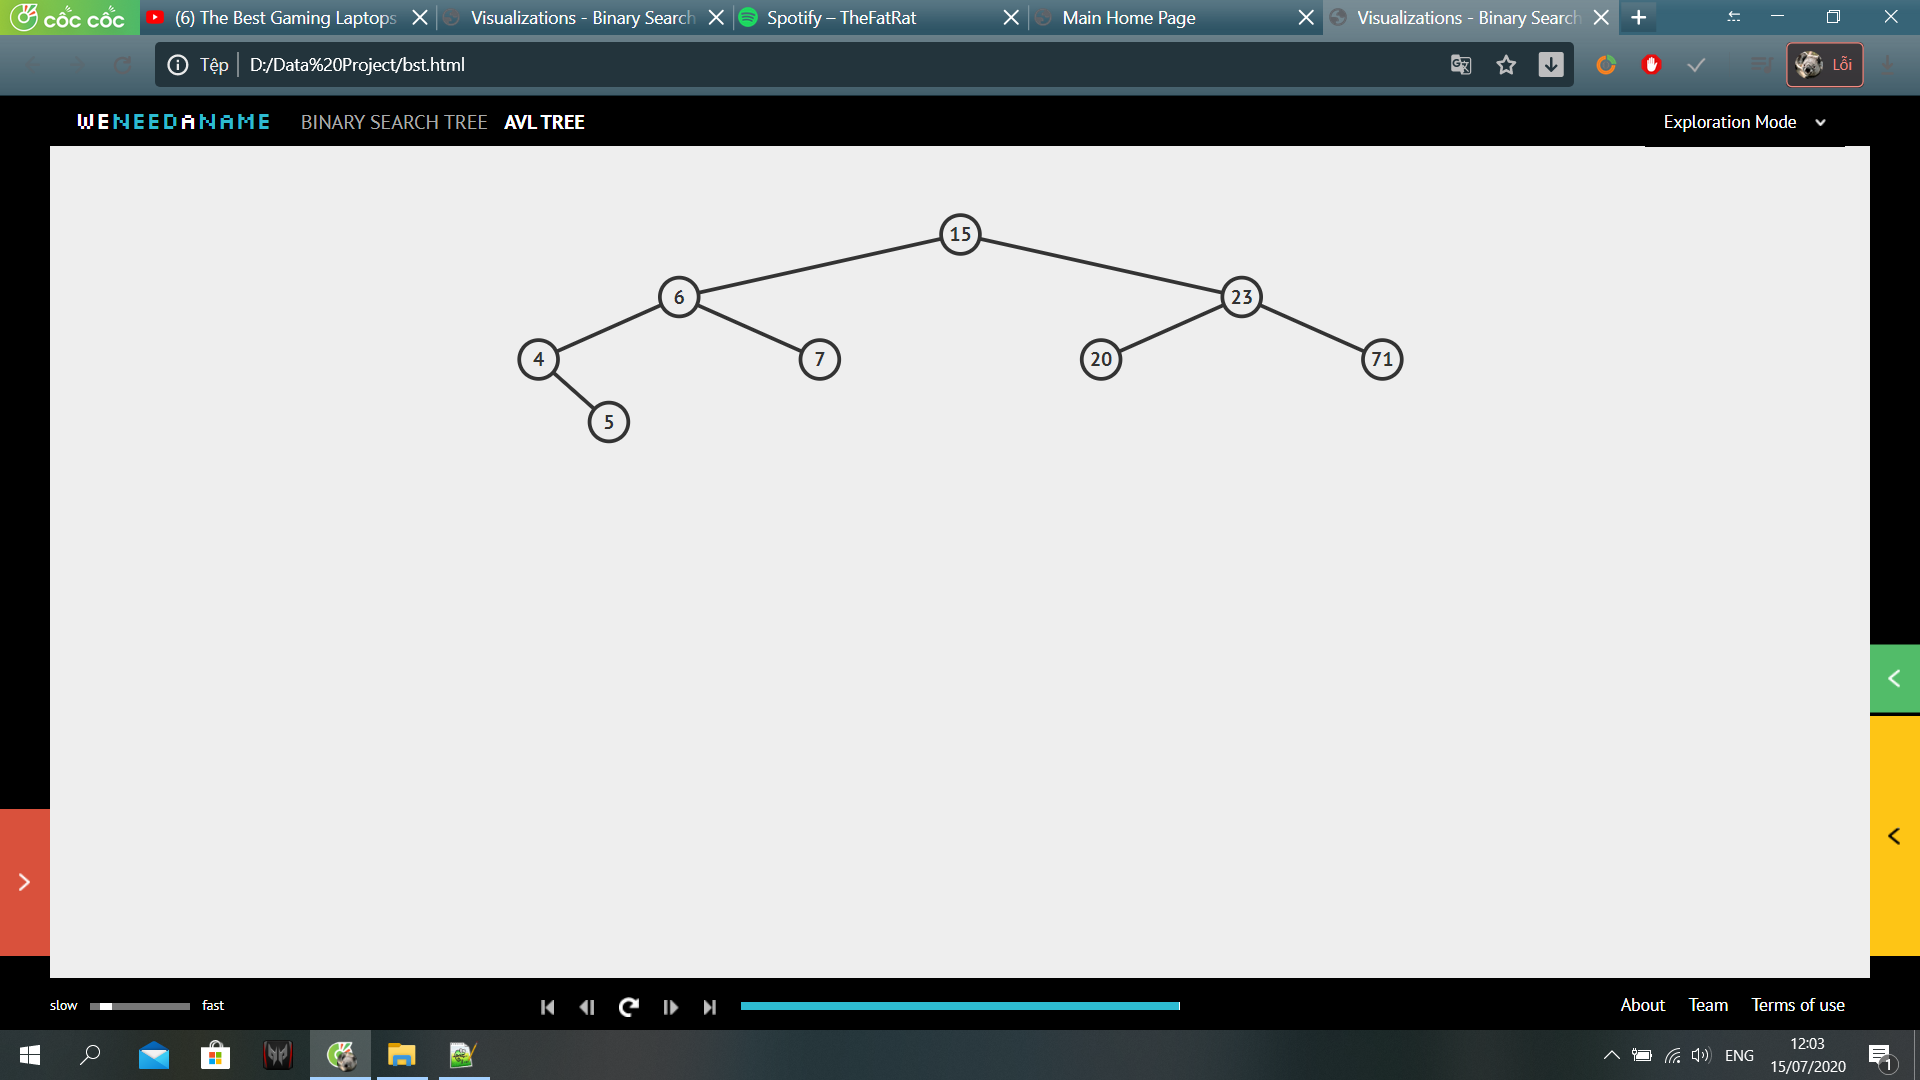 cốc cốc (6) The Best Gaming Laptops Visualizations - Binary Search Spotify – TheFatRat Main Home Page Visualizations - Binary Search
Tệp D:/Data%20Project/bst.html Lỗi
WENEEDANAME BINARY SEARCH TREE AVL TREE Exploration Mode
15
6 23
4 7 20 71
5
slow fast About Team Terms of use
ENG 12:03
15/07/2020
1